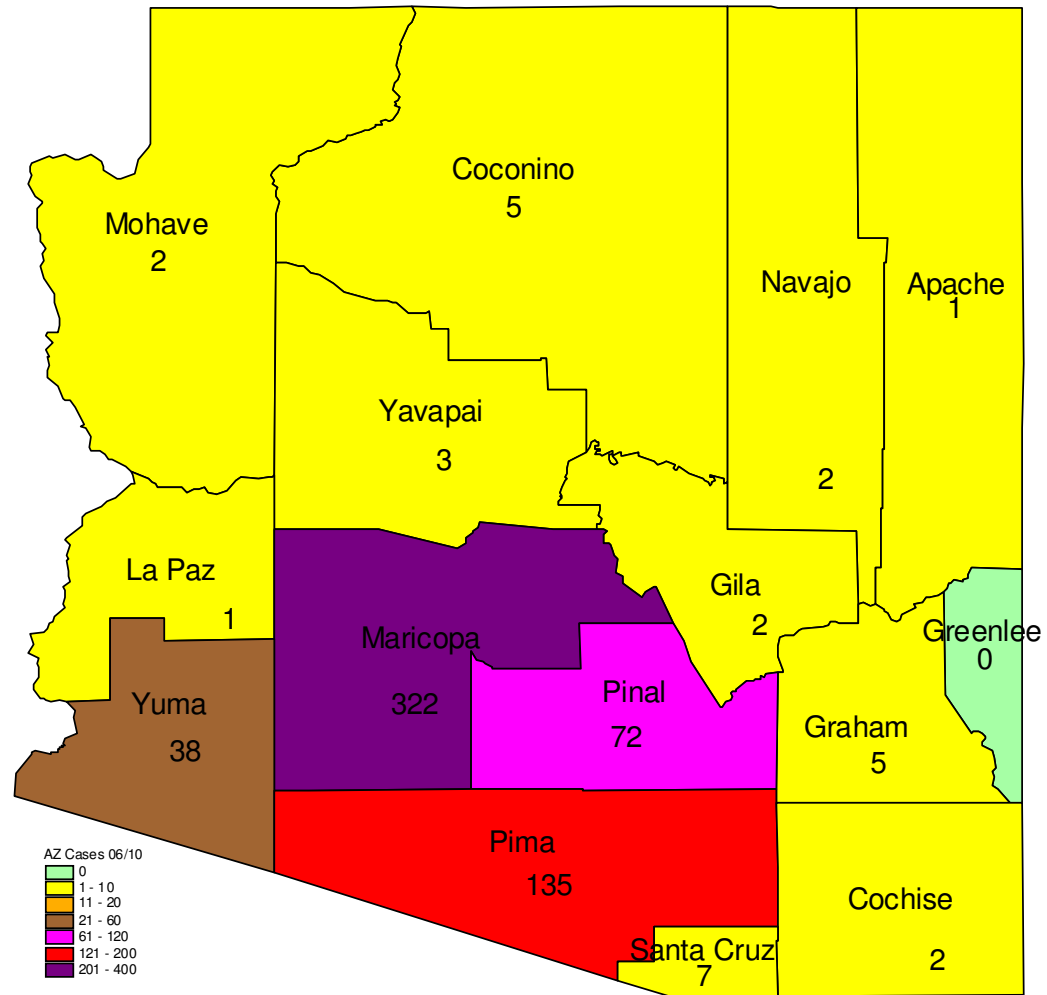 Coconino
5
Mohave
2
Navajo
2
Apache
1
Yavapai
3
La Paz
1
Gila
2
Greenlee
0
Maricopa
322
Pinal
72
Yuma
38
Graham
5
Pima
135
Cochise
2
Santa Cruz
7
AZ Cases 06/10
0
1 - 10
11 - 20
21 - 60
61 - 120
121 - 200
201 - 400